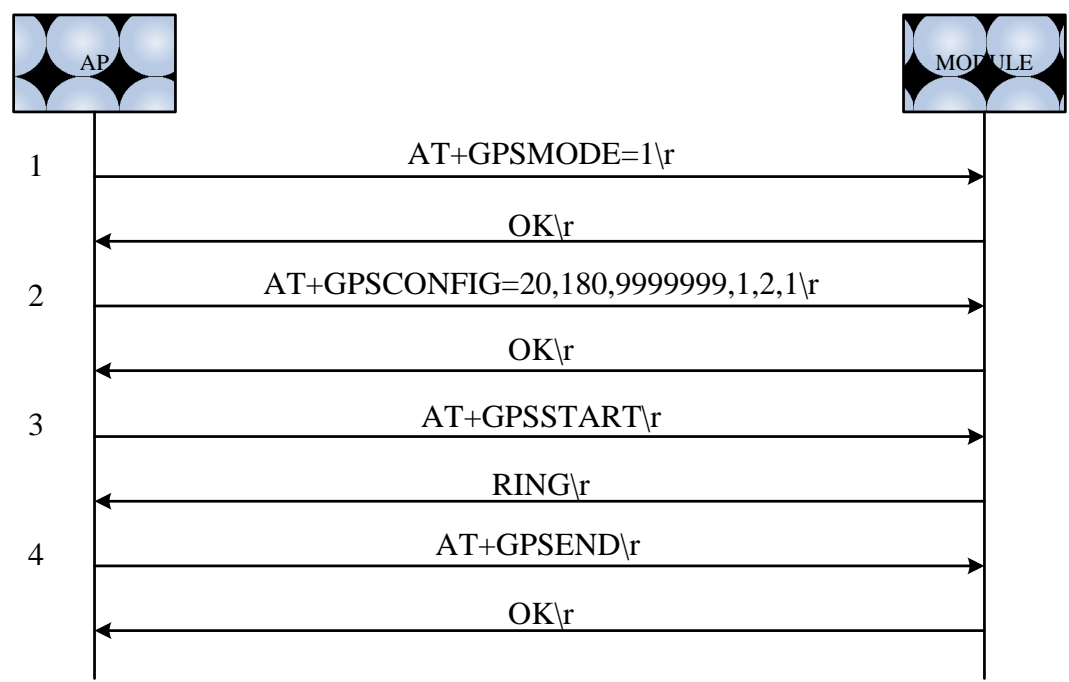 AP
MODULE
1
AT+GPSMODE=1\r
OK\r
2
AT+GPSCONFIG=20,180,9999999,1,2,1\r
OK\r
3
AT+GPSSTART\r
RING\r
4
AT+GPSEND\r
OK\r